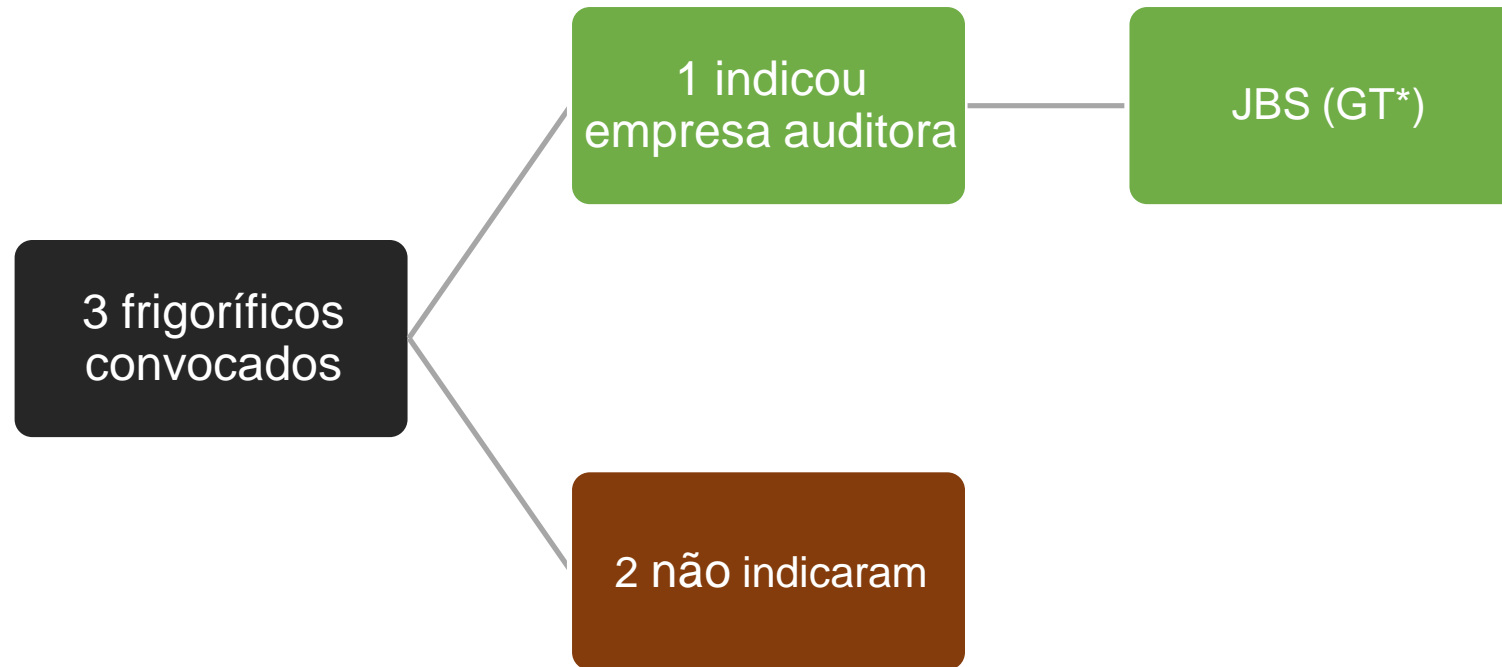 1 indicou
empresa auditora
JBS (GT*)
3 frigoríficos
convocados
2 não indicaram